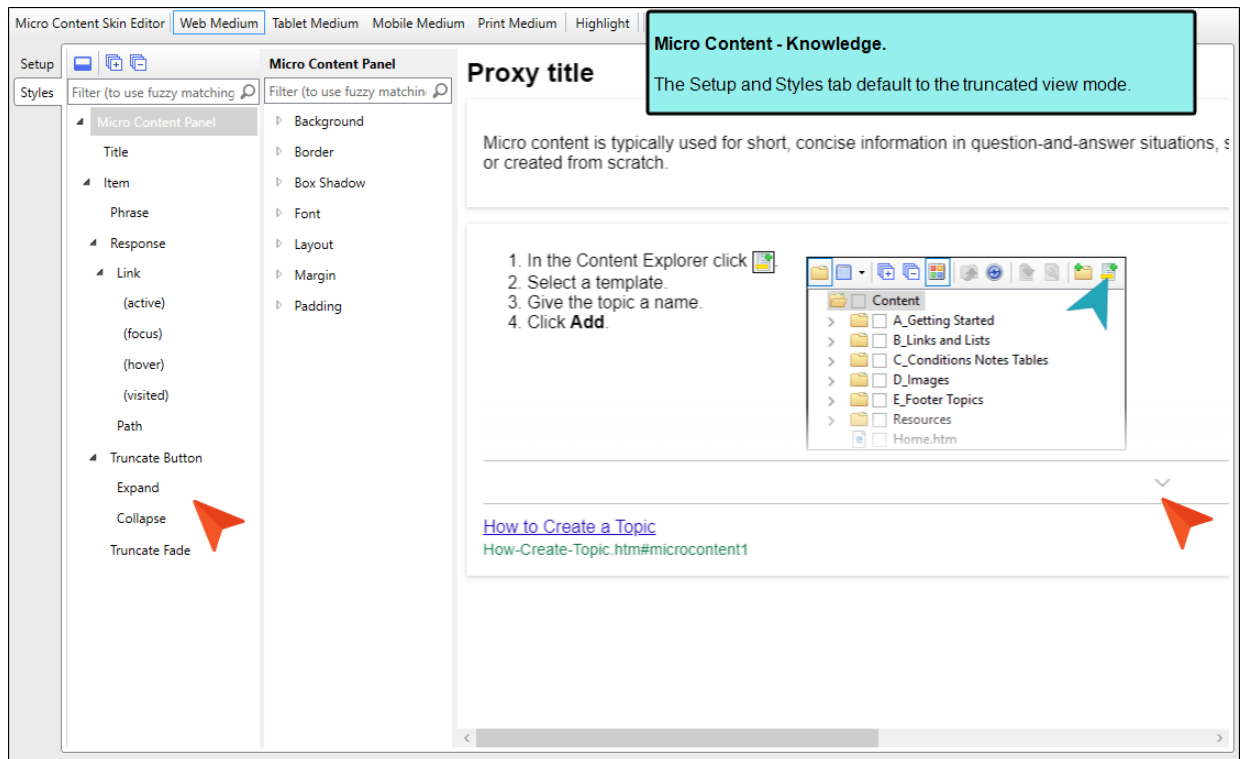 Micro Content Skin Editor Web Medium Tablet Medium Mobile Medium Print Medium Highlight
Micro Content - Knowledge.
The Setup and Styles tab default to the truncated view mode.
Setup
Styles
Filter (to use fuzzy matching
Micro Content Panel
Title
Item
Phrase
Response
Link
(active)
(focus)
(hover)
(visited)
Path
Truncate Button
Expand
Collapse
Truncate Fade
Micro Content Panel
Filter (to use fuzzy matchin
Background
Border
Box Shadow
Font
Layout
Margin
Padding
Proxy title
Micro content is typically used for short, concise information in question-and-answer situations, s
or created from scratch.
1. In the Content Explorer click .
2. Select a template.
3. Give the topic a name.
4. Click Add.
Content
A_Getting Started
B_Links and Lists
C_Conditions Notes Tables
D_Images
E_Footer Topics
Resources
Home.htm
How to Create a Topic
How-Create-Topic.htm#microcontent1